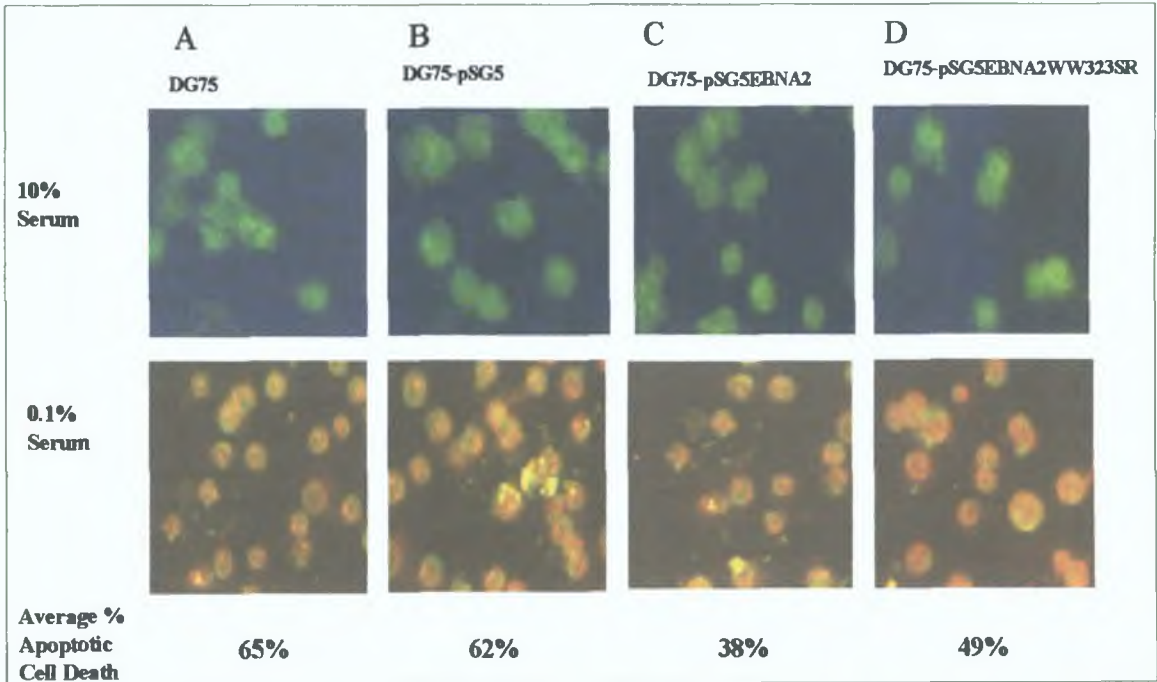 A
B
C
D
DG75
DG75-pSG5
DG75-pSG5EBNA2
DG75-pSG5EBNA2WW323SR
10%
Serum
0.1%
Serum
Average %
Apoptotic
Cell Death
65%
62%
38%
49%